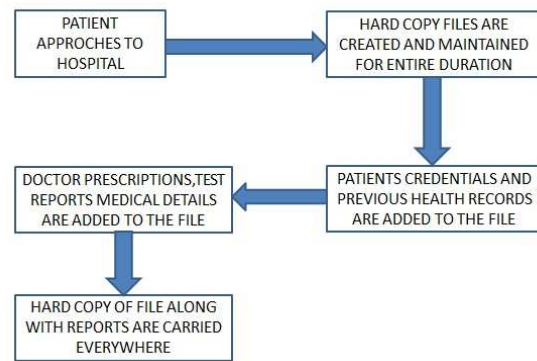 PATIENT
APPROCHES TO
HOSPITAL
HARD COPY FILES ARE
CREATED AND MAINTAINED
FOR ENTIRE DURATION
PATIENTS CREDENTIALS AND
PREVIOUS HEALTH RECORDS
ARE ADDED TO THE FILE
DOCTOR PRESCRIPTIONS,TEST
REPORTS MEDICAL DETAILS
ARE ADDED TO THE FILE
HARD COPY OF FILE ALONG
WITH REPORTS ARE CARRIED
EVERYWHERE